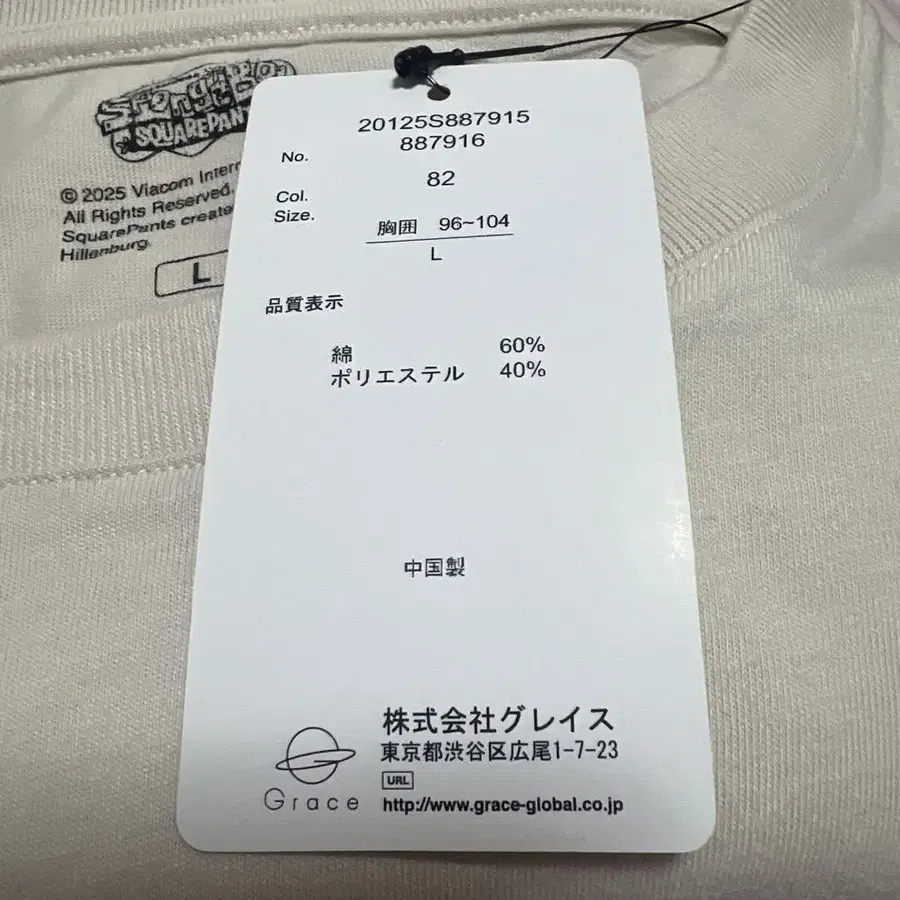 SpongeBo
SQUAREPAN
© 2025 Viacom Intern
All Rights Reserved.
SquarePants create
Hillenburg.
L
20125S887915
887916
No.
82
Col.
Size.
胸囲 96~104
L
品質表示
綿 60%
ポリエステル 40%
中国製
Grace
株式会社グレイス
東京都渋谷区広尾1-7-23
URL
http://www.grace-global.co.jp